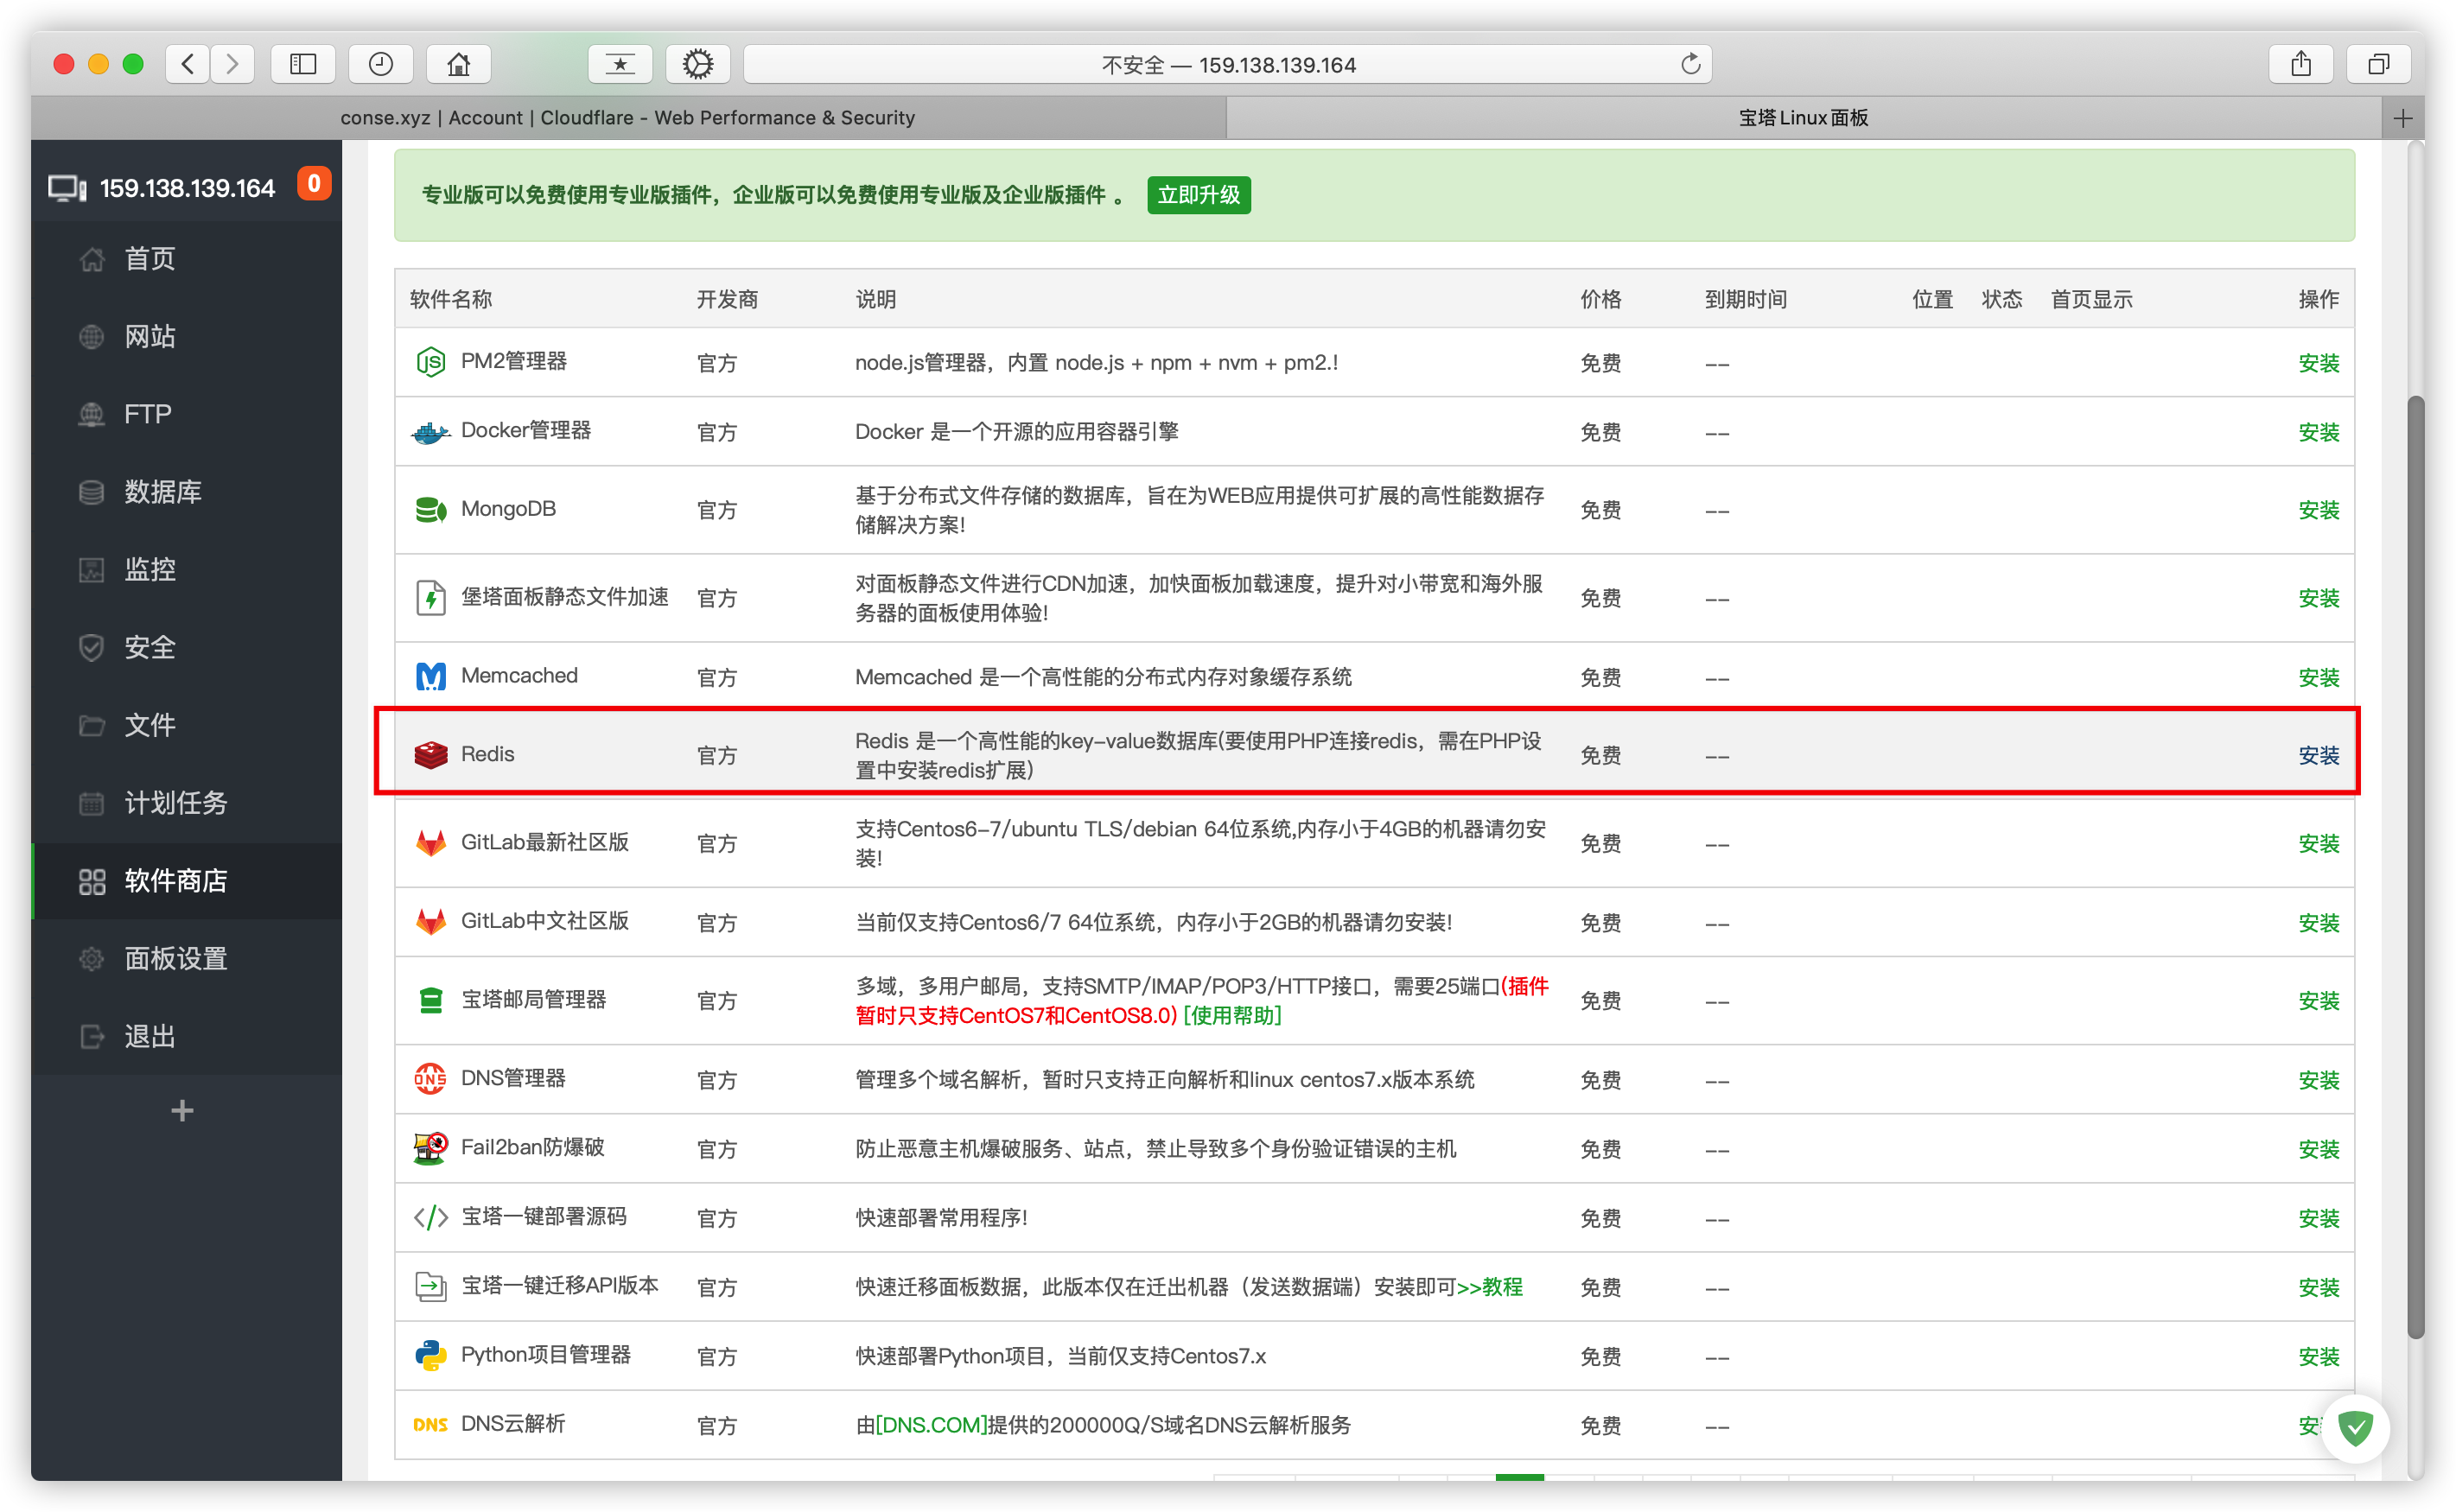 不安全 — 159.138.139.164
conse.xyz | Account | Cloudflare - Web Performance & Security
宝塔Linux面板
159.138.139.164
0
首页
网站
FTP
数据库
监控
安全
文件
计划任务
软件商店
面板设置
退出
专业版可以免费使用专业版插件，企业版可以免费使用专业版及企业版插件 。 立即升级
软件名称 开发商 说明 价格 到期时间 位置 状态 首页显示 操作
PM2管理器 官方 node.js管理器，内置 node.js + npm + nvm + pm2.! 免费 -- 安装
Docker管理器 官方 Docker 是一个开源的应用容器引擎 免费 -- 安装
MongoDB 官方 基于分布式文件存储的数据库，旨在为WEB应用提供可扩展的高性能数据存
储解决方案! 免费 -- 安装
堡塔面板静态文件加速 官方 对面板静态文件进行CDN加速，加快面板加载速度，提升对小带宽和海外服
务器的面板使用体验! 免费 -- 安装
Memcached 官方 Memcached 是一个高性能的分布式内存对象缓存系统 免费 -- 安装
Redis 官方 Redis 是一个高性能的key-value数据库(要使用PHP连接redis，需在PHP设
置中安装redis扩展) 免费 -- 安装
GitLab最新社区版 官方 支持Centos6-7/ubuntu TLS/debian 64位系统,内存小于4GB的机器请勿安
装! 免费 -- 安装
GitLab中文社区版 官方 当前仅支持Centos6/7 64位系统，内存小于2GB的机器请勿安装! 免费 -- 安装
宝塔邮局管理器 官方 多域，多用户邮局，支持SMTP/IMAP/POP3/HTTP接口，需要25端口(插件
暂时只支持CentOS7和CentOS8.0) [使用帮助] 免费 -- 安装
DNS DNS管理器 官方 管理多个域名解析，暂时只支持正向解析和linux centos7.x版本系统 免费 -- 安装
Fail2ban防爆破 官方 防止恶意主机爆破服务、站点，禁止导致多个身份验证错误的主机 免费 -- 安装
宝塔一键部署源码 官方 快速部署常用程序! 免费 -- 安装
宝塔一键迁移API版本 官方 快速迁移面板数据，此版本仅在迁出机器（发送数据端）安装即可>>教程 免费 -- 安装
Python项目管理器 官方 快速部署Python项目，当前仅支持Centos7.x 免费 -- 安装
DNS DNS云解析 官方 由[DNS.COM]提供的200000Q/S域名DNS云解析服务 免费 -- 安